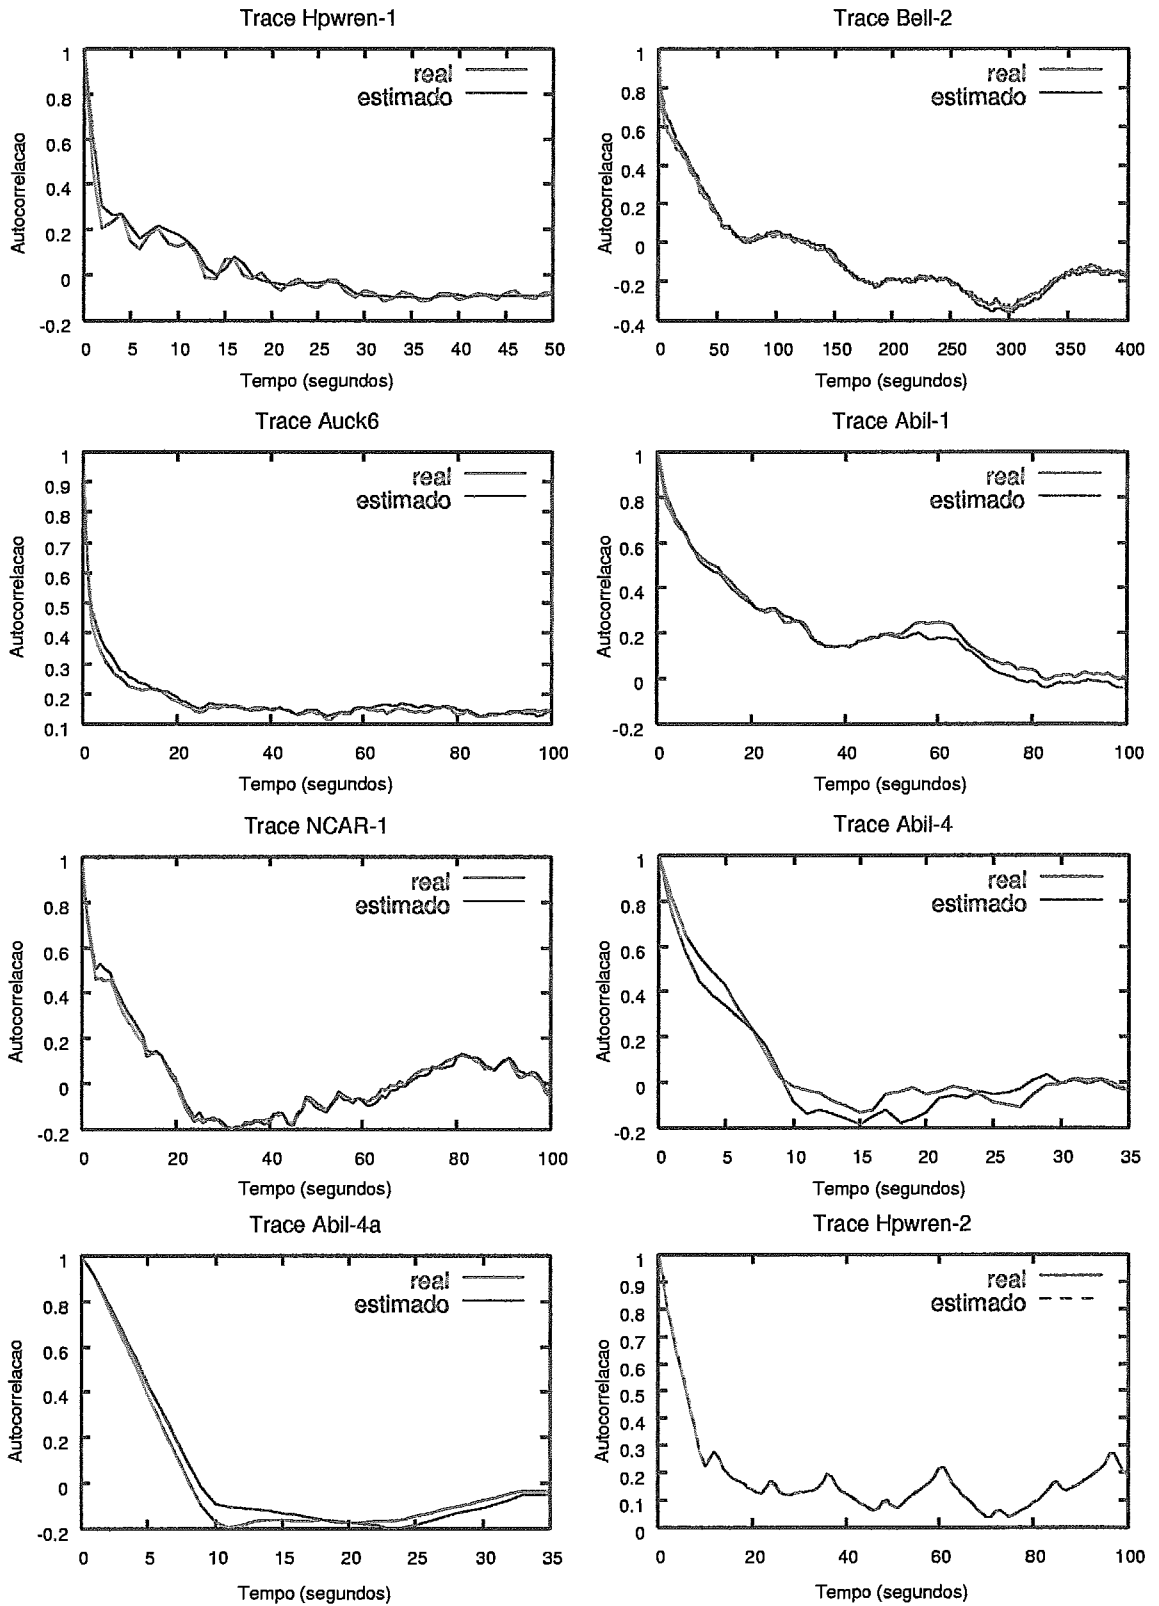 Trace Hpwren-1
1
0.8
0.6
0.4
0.2
0
-0.2
Autocorrelacao
real
estimado
0 5 10 15 20 25 30 35 40 45 50
Tempo (segundos)
Trace Bell-2
1
0.8
0.6
0.4
0.2
0
-0.2
-0.4
Autocorrelacao
real
estimado
0 50 100 150 200 250 300 350 400
Tempo (segundos)
Trace Auck6
1
0.9
0.8
0.7
0.6
0.5
0.4
0.3
0.2
0.1
Autocorrelacao
real
estimado
0 20 40 60 80 100
Tempo (segundos)
Trace Abil-1
1
0.8
0.6
0.4
0.2
0
-0.2
Autocorrelacao
real
estimado
0 20 40 60 80 100
Tempo (segundos)
Trace NCAR-1
1
0.8
0.6
0.4
0.2
0
-0.2
Autocorrelacao
real
estimado
0 20 40 60 80 100
Tempo (segundos)
Trace Abil-4
1
0.8
0.6
0.4
0.2
0
-0.2
Autocorrelacao
real
estimado
0 5 10 15 20 25 30 35
Tempo (segundos)
Trace Abil-4a
1
0.8
0.6
0.4
0.2
0
-0.2
Autocorrelacao
real
estimado
0 5 10 15 20 25 30 35
Tempo (segundos)
Trace Hpwren-2
1
0.9
0.8
0.7
0.6
0.5
0.4
0.3
0.2
0.1
0
Autocorrelacao
real
estimado
0 20 40 60 80 100
Tempo (segundos)